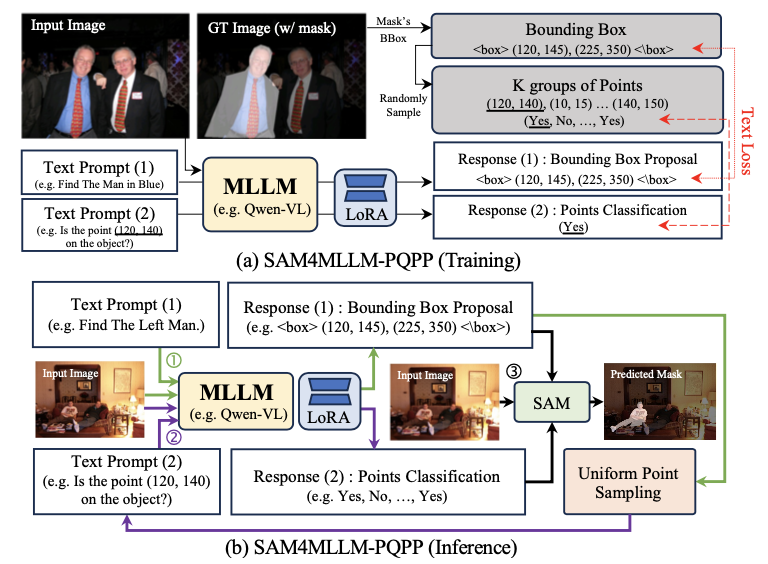 Input Image
GT Image (w/ mask)
Mask's
BBox
Bounding Box
<box> (120, 145), (225, 350) <\box>
Randomly
Sample
K groups of Points
(120, 140), (10, 15) … (140, 150)
(Yes, No, …, Yes)
Text Loss
Text Prompt (1)
(e.g. Find The Man in Blue)
Text Prompt (2)
(e.g. Is the point (120, 140)
on the object?)
MLLM
(e.g. Qwen-VL)
LoRA
Response (1) : Bounding Box Proposal
<box> (120, 145), (225, 350) <\box>
Response (2) : Points Classification
(Yes)
(a) SAM4MLLM-PQPP (Training)
Text Prompt (1)
(e.g. Find The Left Man.)
Response (1) : Bounding Box Proposal
(e.g. <box> (120, 145), (225, 350) <\box>)
①
Input Image
②
MLLM
(e.g. Qwen-VL)
LoRA
Input Image
③
SAM
Predicted Mask
Text Prompt (2)
(e.g. Is the point (120, 140)
on the object?)
Response (2) : Points Classification
(e.g. Yes, No, …, Yes)
Uniform Point
Sampling
(b) SAM4MLLM-PQPP (Inference)